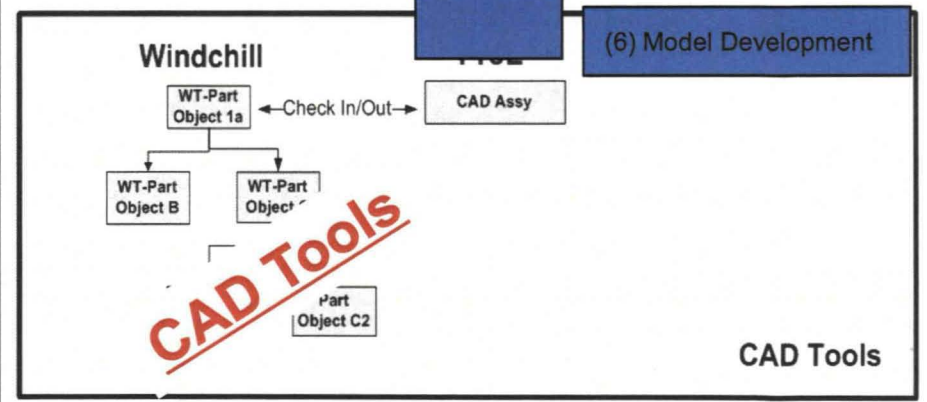 (6) Model Development
Windchill
WT-Part
Object 1a
Check In/Out
CAD Assy
WT-Part
Object B
WT-Part
Object
CAD Tools
Part
Object C2
CAD Tools